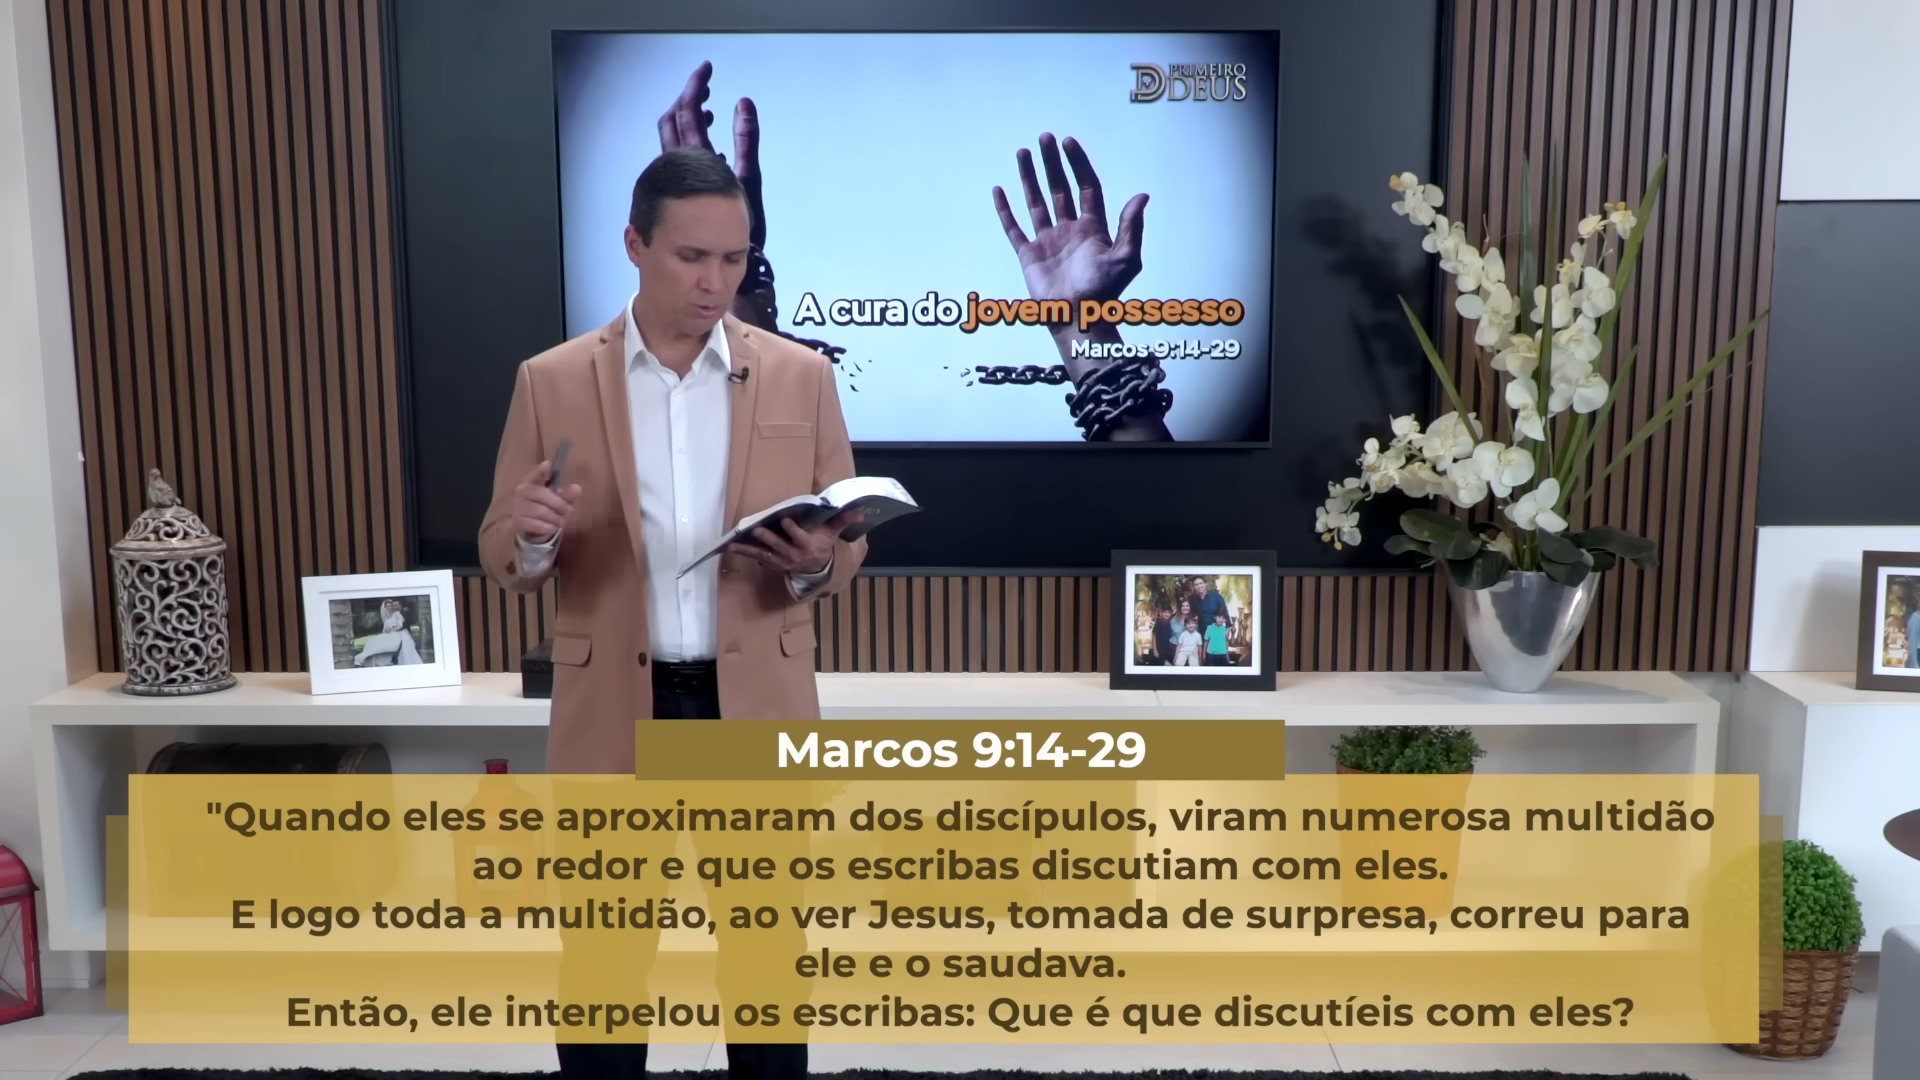 PRIMEIRO
DEUS
A cura do jovem possesso
Marcos 9:14-29
Marcos 9:14-29
"Quando eles se aproximaram dos discípulos, viram numerosa multidão
ao redor e que os escribas discutiam com eles.
E logo toda a multidão, ao ver Jesus, tomada de surpresa, correu para
ele e o saudava.
Então, ele interpelou os escribas: Que é que discutíeis com eles?